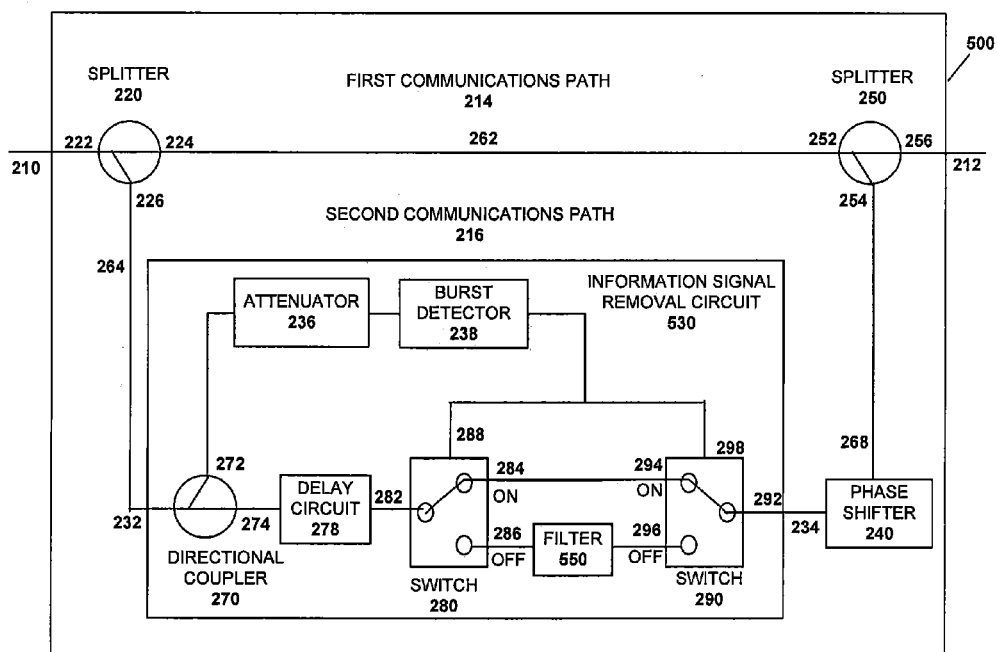 500
SPLITTER
220
FIRST COMMUNICATIONS PATH
214
SPLITTER
250
222
224
262
252
256
210
212
226
254
SECOND COMMUNICATIONS PATH
216
264
ATTENUATOR
236
BURST
DETECTOR
238
INFORMATION SIGNAL
REMOVAL CIRCUIT
530
288
298
268
272
284
294
ON
ON
DELAY
CIRCUIT
278
282
292
PHASE
SHIFTER
240
232
274
234
286
296
OFF
OFF
FILTER
550
DIRECTIONAL
COUPLER
270
SWITCH
280
SWITCH
290